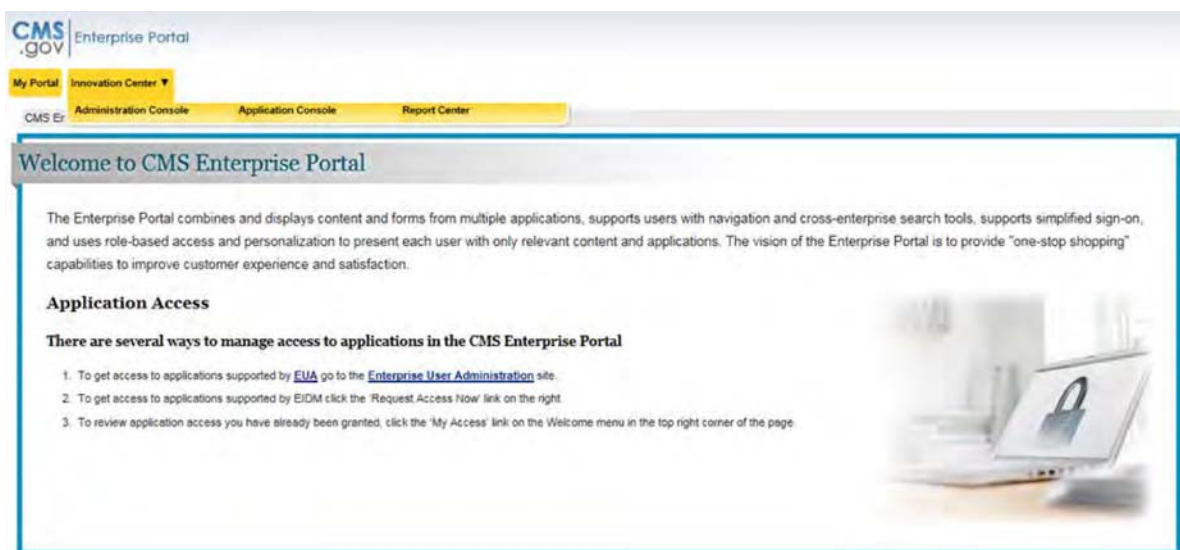 CMS
.gov
Enterprise Portal
My Portal Innovation Center ▼
Administration Console Application Console Report Center
CMS Er
Welcome to CMS Enterprise Portal
The Enterprise Portal combines and displays content and forms from multiple applications, supports users with navigation and cross-enterprise search tools, supports simplified sign-on,
and uses role-based access and personalization to present each user with only relevant content and applications. The vision of the Enterprise Portal is to provide "one-stop shopping"
capabilities to improve customer experience and satisfaction.
Application Access
There are several ways to manage access to applications in the CMS Enterprise Portal
1. To get access to applications supported by EUA go to the Enterprise User Administration site.
2. To get access to applications supported by EIDM click the 'Request Access Now' link on the right.
3. To review application access you have already been granted, click the 'My Access' link on the Welcome menu in the top right corner of the page.